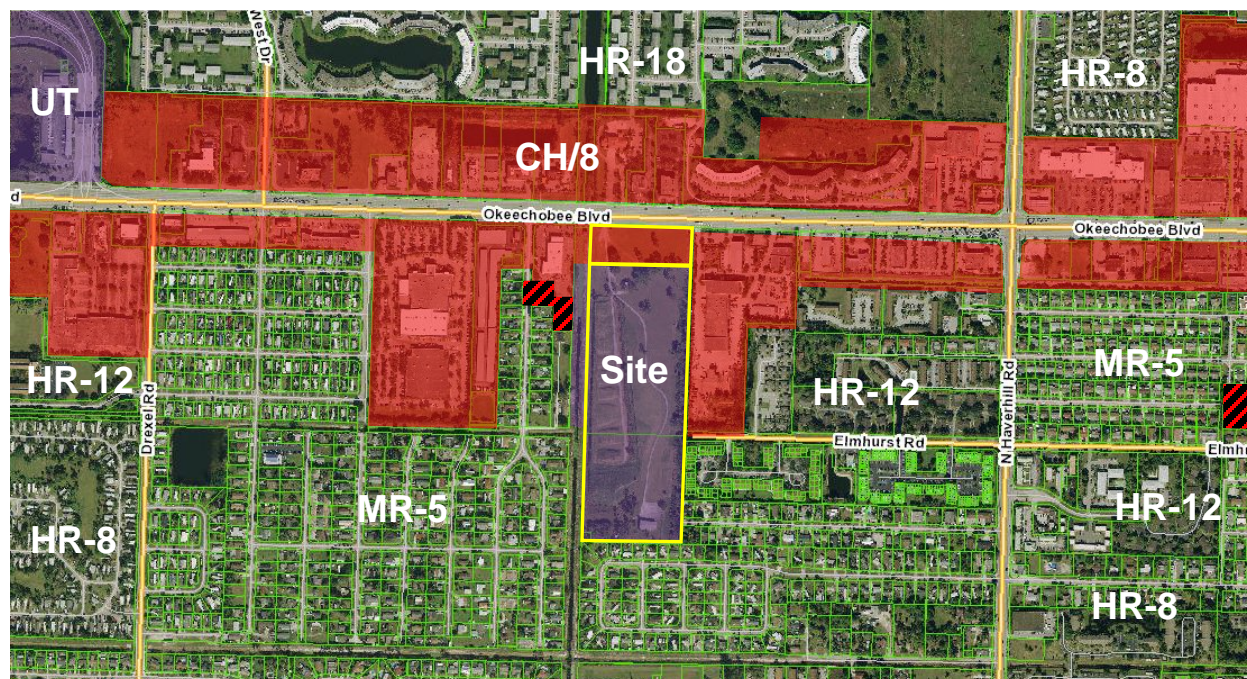 West Dr
HR-18
HR-8
UT
CH/8
d
Okeechobee Blvd
Okeechobee Blvd
Site
MR-5
HR-12
HR-12
Drexel Rd
N Haverhill Rd
Elmhurst Rd
Elmh
MR-5
HR-12
HR-8
HR-8